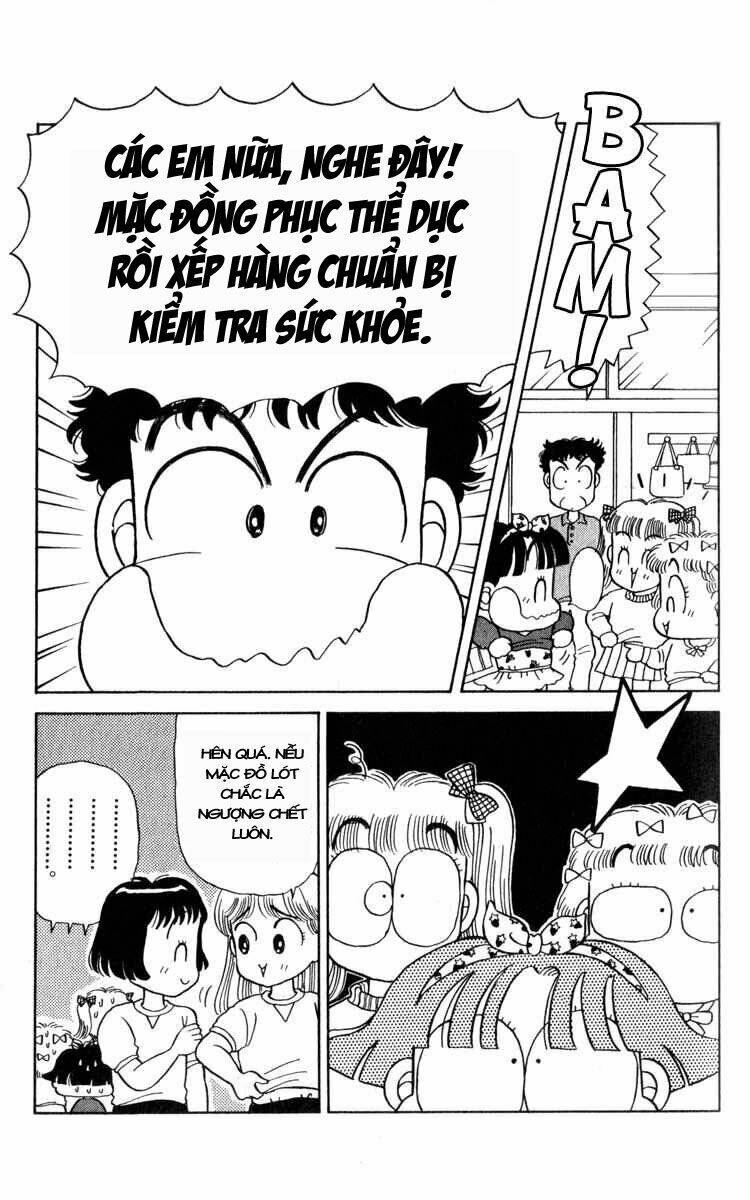 CÁC EM NỮA, NGHE ĐÂY!
MẶC ĐỒNG PHỤC THỂ DỤC
RỒI XẾP HÀNG CHUẨN BỊ
KIỂM TRA SỨC KHỎE.
BAM!
HÊN QUÁ. NẾU
MẶC ĐỒ LÓT
CHẮC LÀ
NGƯỢNG CHẾT
LUÔN.